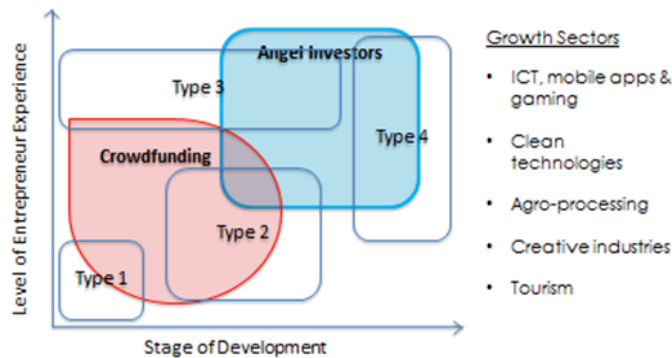 Level of Entrepreneur Experience
Angel Investors
Type 3
Type 4
Crowdfunding
Type 2
Type 1
Stage of Development
Growth Sectors
• ICT, mobile apps &
gaming
• Clean
technologies
• Agro-processing
• Creative industries
• Tourism